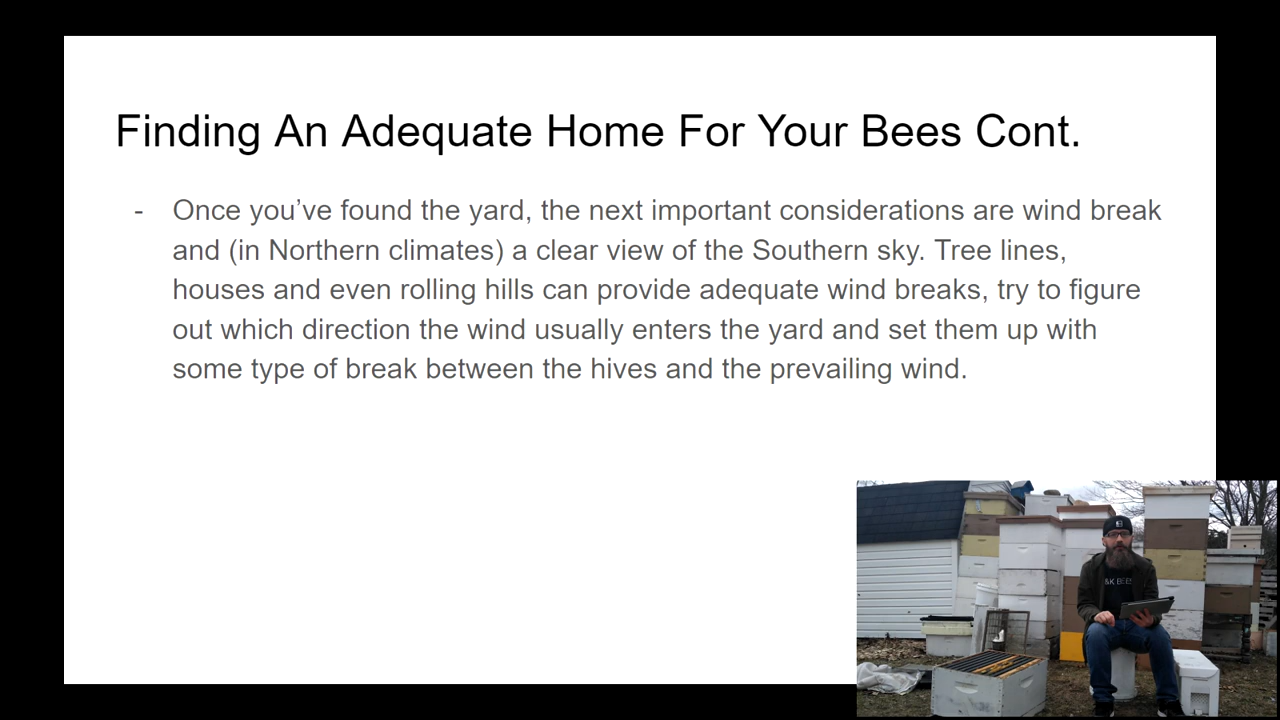 Finding An Adequate Home For Your Bees Cont.
- Once you’ve found the yard, the next important considerations are wind break
and (in Northern climates) a clear view of the Southern sky. Tree lines,
houses and even rolling hills can provide adequate wind breaks, try to figure
out which direction the wind usually enters the yard and set them up with
some type of break between the hives and the prevailing wind.